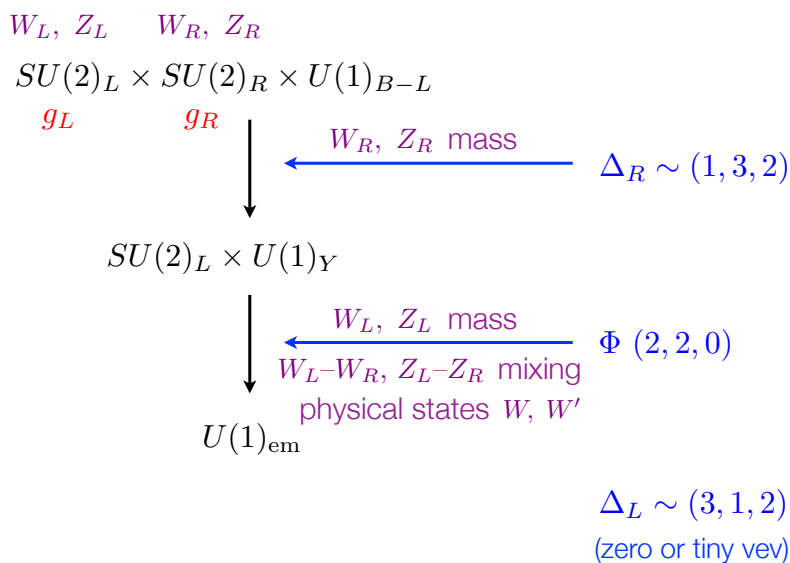 W_L, Z_L W_R, Z_R
SU(2)_L × SU(2)_R × U(1)_{B−L}
g_L g_R
W_R, Z_R mass
Δ_R ∼ (1, 3, 2)
SU(2)_L × U(1)_Y
W_L, Z_L mass
Φ (2, 2, 0)
W_L–W_R, Z_L–Z_R mixing
physical states W, W′
U(1)_{em}
Δ_L ∼ (3, 1, 2)
(zero or tiny vev)